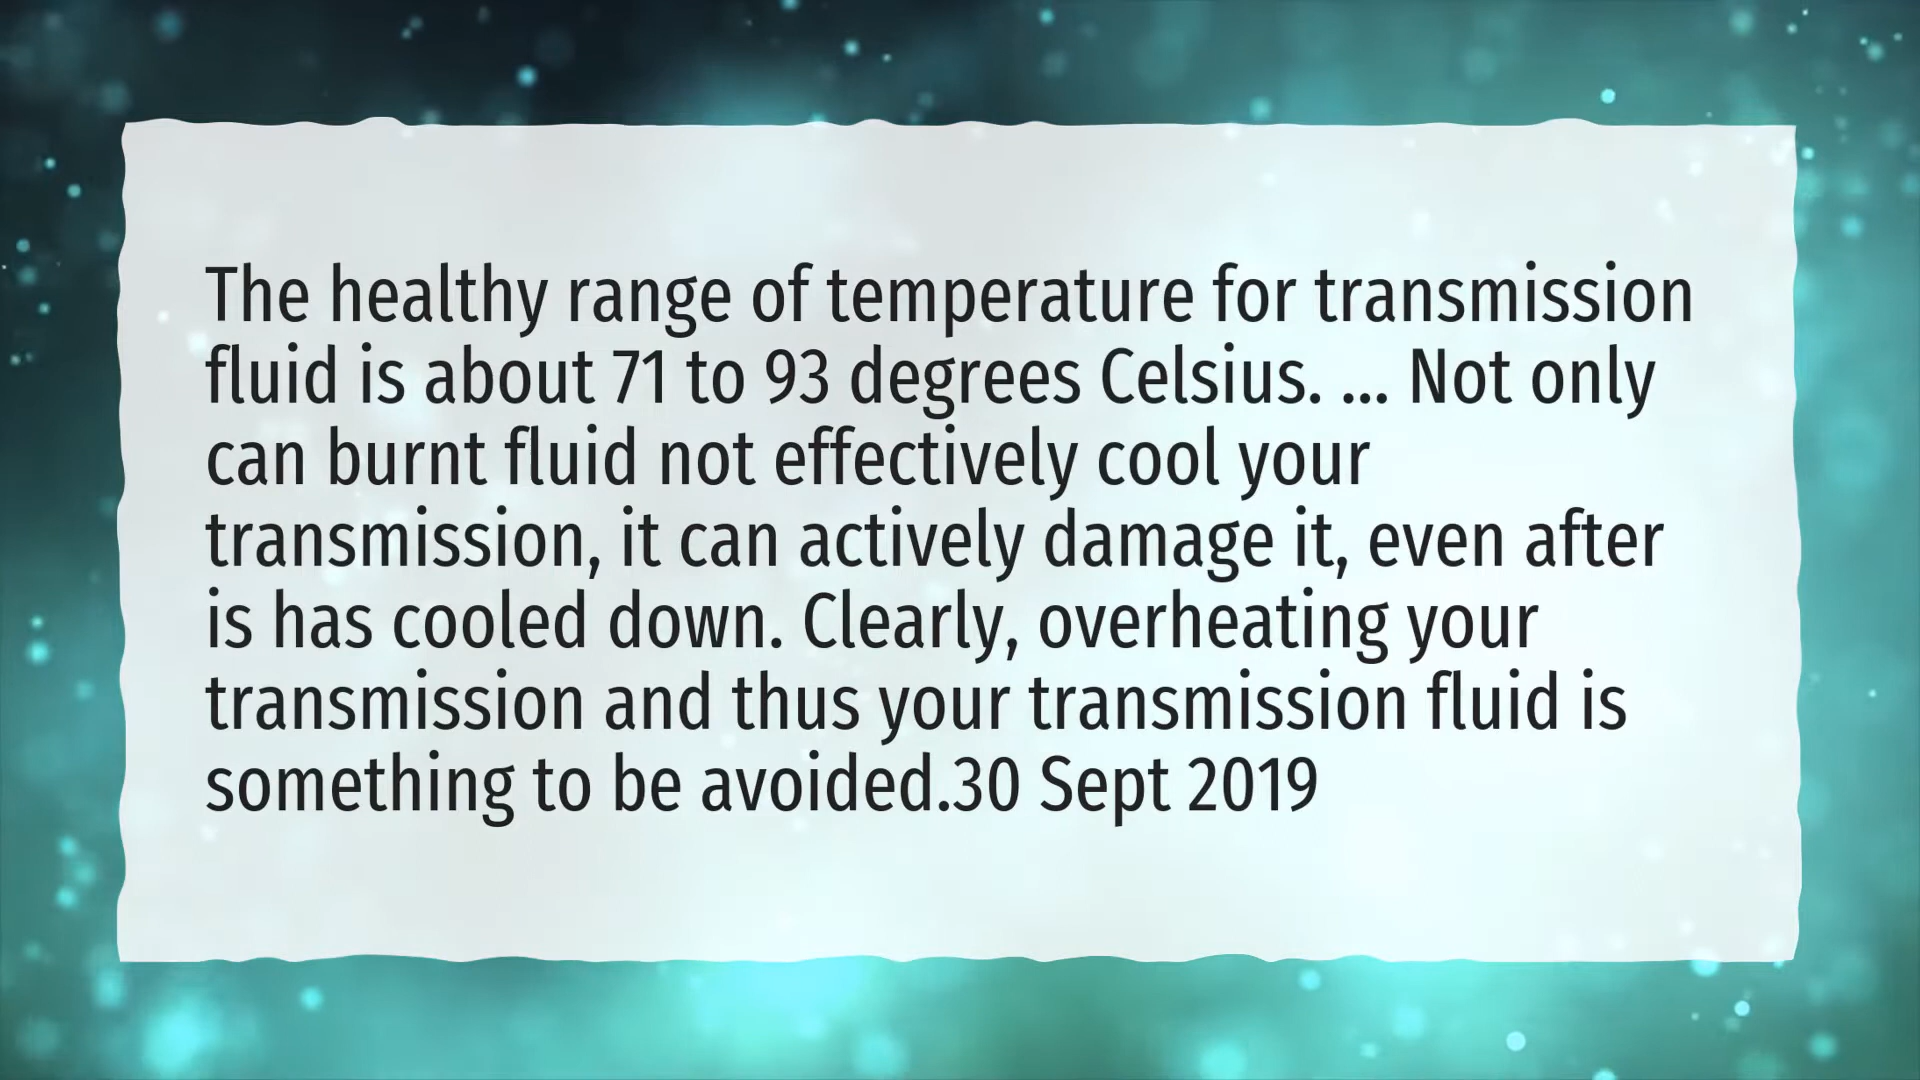 The healthy range of temperature for transmission
fluid is about 71 to 93 degrees Celsius. ... Not only
can burnt fluid not effectively cool your
transmission, it can actively damage it, even after
is has cooled down. Clearly, overheating your
transmission and thus your transmission fluid is
something to be avoided.30 Sept 2019